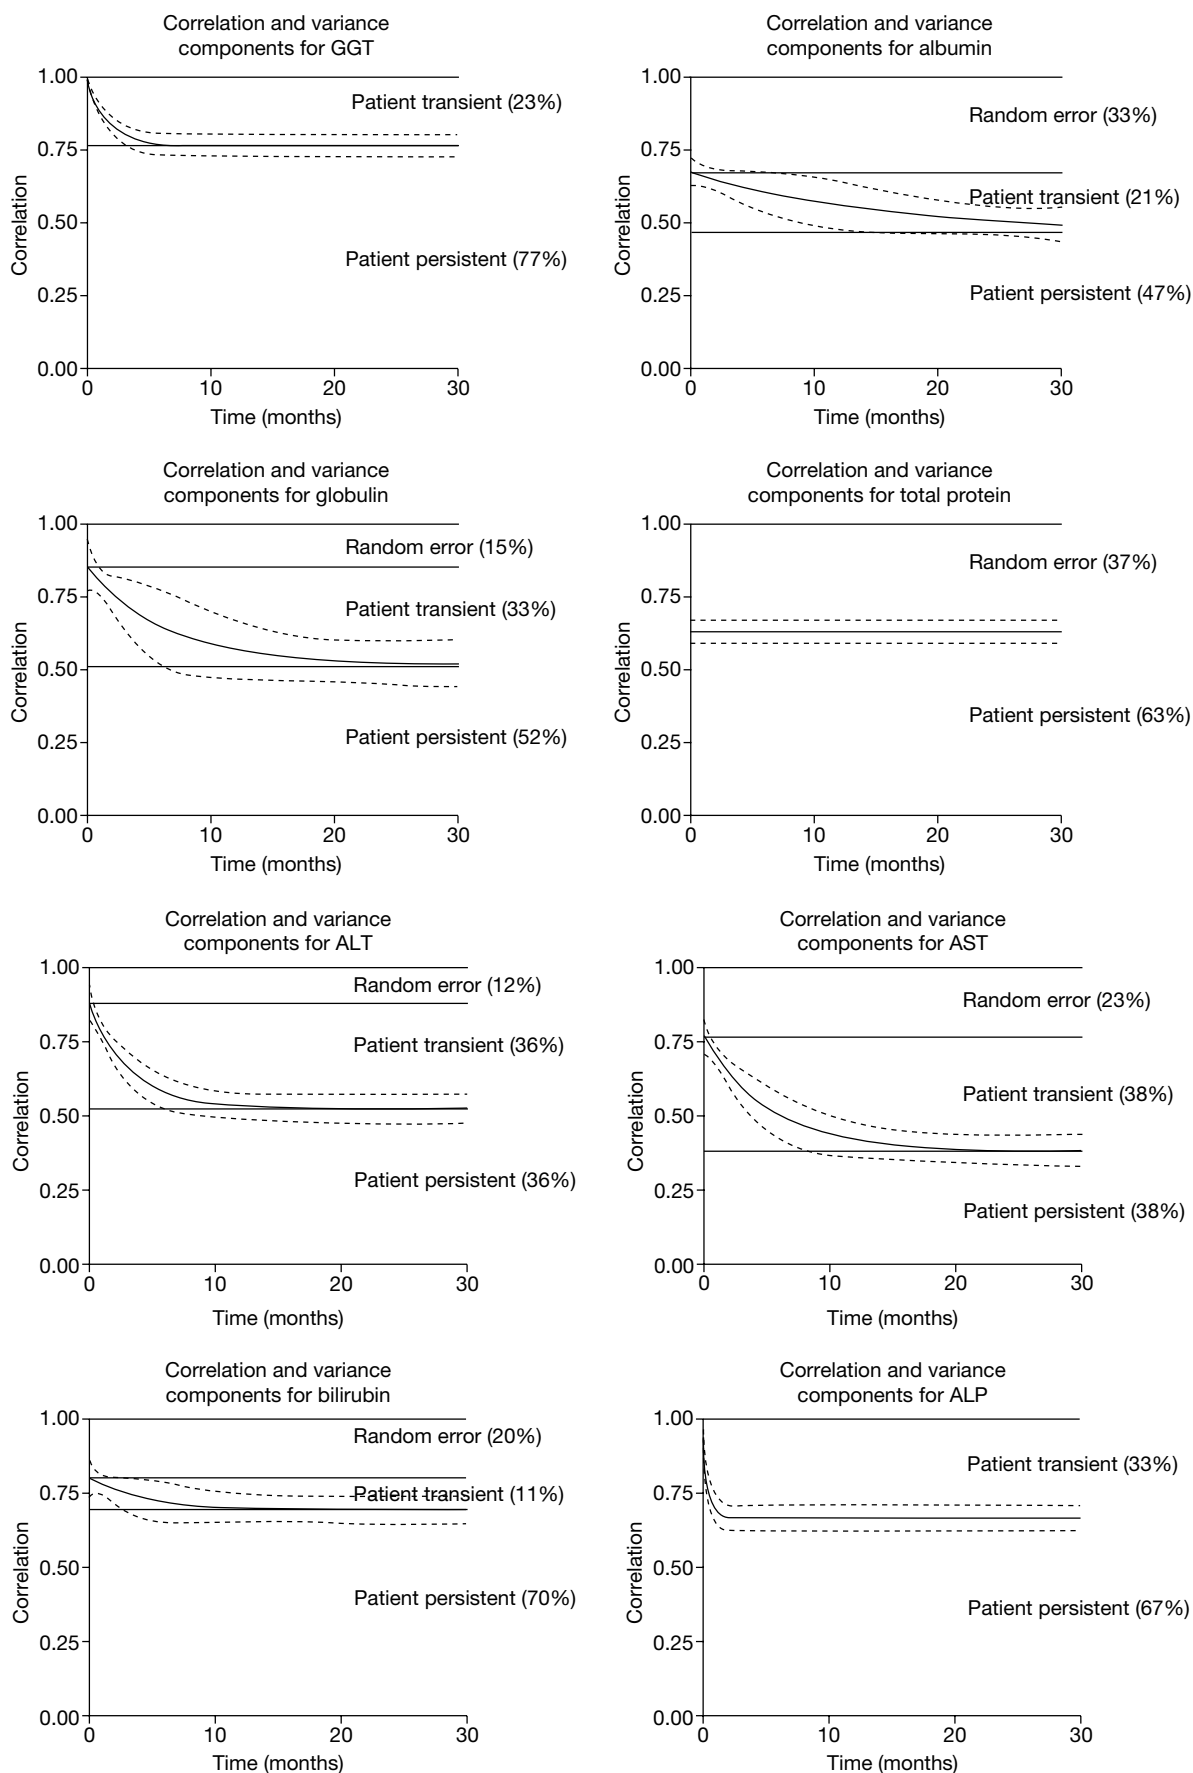 Correlation and variance
components for GGT
1.00
0.75
0.50
0.25
0.00
Correlation
Patient transient (23%)
Patient persistent (77%)
0 10 20 30
Time (months)
Correlation and variance
components for albumin
1.00
0.75
0.50
0.25
0.00
Correlation
Random error (33%)
Patient transient (21%)
Patient persistent (47%)
0 10 20 30
Time (months)
Correlation and variance
components for globulin
1.00
0.75
0.50
0.25
0.00
Correlation
Random error (15%)
Patient transient (33%)
Patient persistent (52%)
0 10 20 30
Time (months)
Correlation and variance
components for total protein
1.00
0.75
0.50
0.25
0.00
Correlation
Random error (37%)
Patient persistent (63%)
0 10 20 30
Time (months)
Correlation and variance
components for ALT
1.00
0.75
0.50
0.25
0.00
Correlation
Random error (12%)
Patient transient (36%)
Patient persistent (36%)
0 10 20 30
Time (months)
Correlation and variance
components for AST
1.00
0.75
0.50
0.25
0.00
Correlation
Random error (23%)
Patient transient (38%)
Patient persistent (38%)
0 10 20 30
Time (months)
Correlation and variance
components for bilirubin
1.00
0.75
0.50
0.25
0.00
Correlation
Random error (20%)
Patient transient (11%)
Patient persistent (70%)
0 10 20 30
Time (months)
Correlation and variance
components for ALP
1.00
0.75
0.50
0.25
0.00
Correlation
Patient transient (33%)
Patient persistent (67%)
0 10 20 30
Time (months)